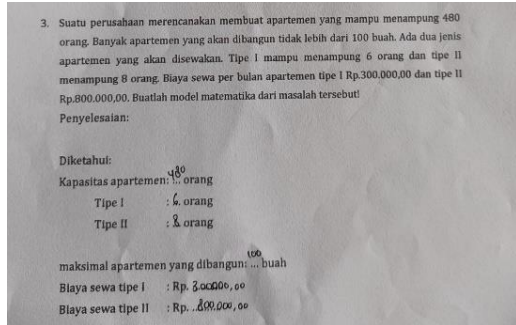 3. Suatu perusahaan merencanakan membuat apartemen yang mampu menampung 480
orang. Banyak apartemen yang akan dibangun tidak lebih dari 100 buah. Ada dua jenis
apartemen yang akan disewakan. Tipe I mampu menampung 6 orang dan tipe II
menampung 8 orang. Biaya sewa per bulan apartemen tipe I Rp.300.000,00 dan tipe II
Rp.800.000,00. Buatlah model matematika dari masalah tersebut!
Penyelesaian:
Diketahui:
Kapasitas apartemen: 480 orang
Tipe I : 6. orang
Tipe II : 8 orang
maksimal apartemen yang dibangun: 100 ... buah
Biaya sewa tipe I : Rp. 300.000,00
Biaya sewa tipe II : Rp. ..800.000,00